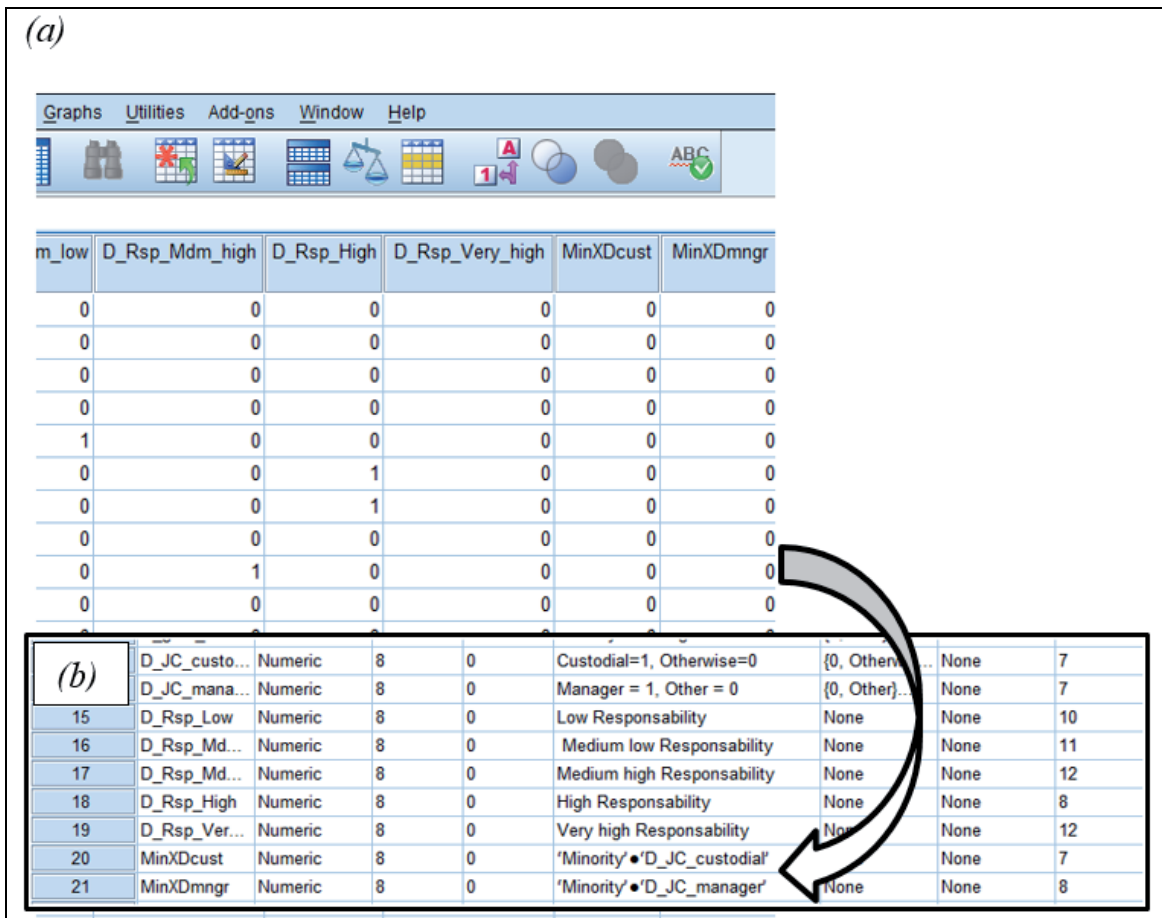 (a)
Graphs Utilities Add-ons Window Help
A
1
ABC
m_low D_Rsp_Mdm_high D_Rsp_High D_Rsp_Very_high MinXDcust MinXDmngr
0 0 0 0 0 0
0 0 0 0 0 0
0 0 0 0 0 0
0 0 0 0 0 0
1 0 0 0 0 0
0 0 1 0 0 0
0 0 1 0 0 0
0 0 0 0 0 0
0 1 0 0 0 0
0 0 0 0 0 0
(b)
D_JC_custo... Numeric 8 0 Custodial=1, Otherwise=0 {0, Otherw... None 7
D_JC_mana... Numeric 8 0 Manager = 1, Other = 0 {0, Other}... None 7
15 D_Rsp_Low Numeric 8 0 Low Responsability None None 10
16 D_Rsp_Md... Numeric 8 0 Medium low Responsability None None 11
17 D_Rsp_Md... Numeric 8 0 Medium high Responsability None None 12
18 D_Rsp_High Numeric 8 0 High Responsability None None 8
19 D_Rsp_Ver... Numeric 8 0 Very high Responsability None None 12
20 MinXDcust Numeric 8 0 'Minority'●'D_JC_custodial' None 7
21 MinXDmngr Numeric 8 0 'Minority'●'D_JC_manager' None None 8